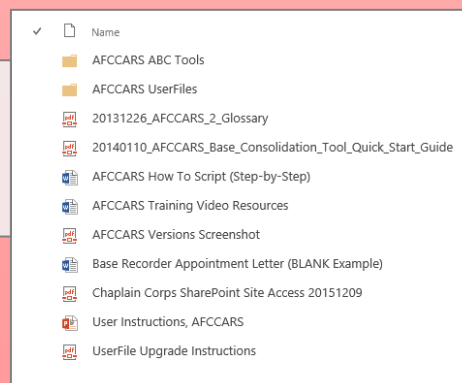 Name
AFCCARS ABC Tools
AFCCARS UserFiles
20131226_AFCCARS_2_Glossary
20140110_AFCCARS_Base_Consolidation_Tool_Quick_Start_Guide
AFCCARS How To Script (Step-by-Step)
AFCCARS Training Video Resources
AFCCARS Versions Screenshot
Base Recorder Appointment Letter (BLANK Example)
Chaplain Corps SharePoint Site Access 20151209
User Instructions, AFCCARS
UserFile Upgrade Instructions